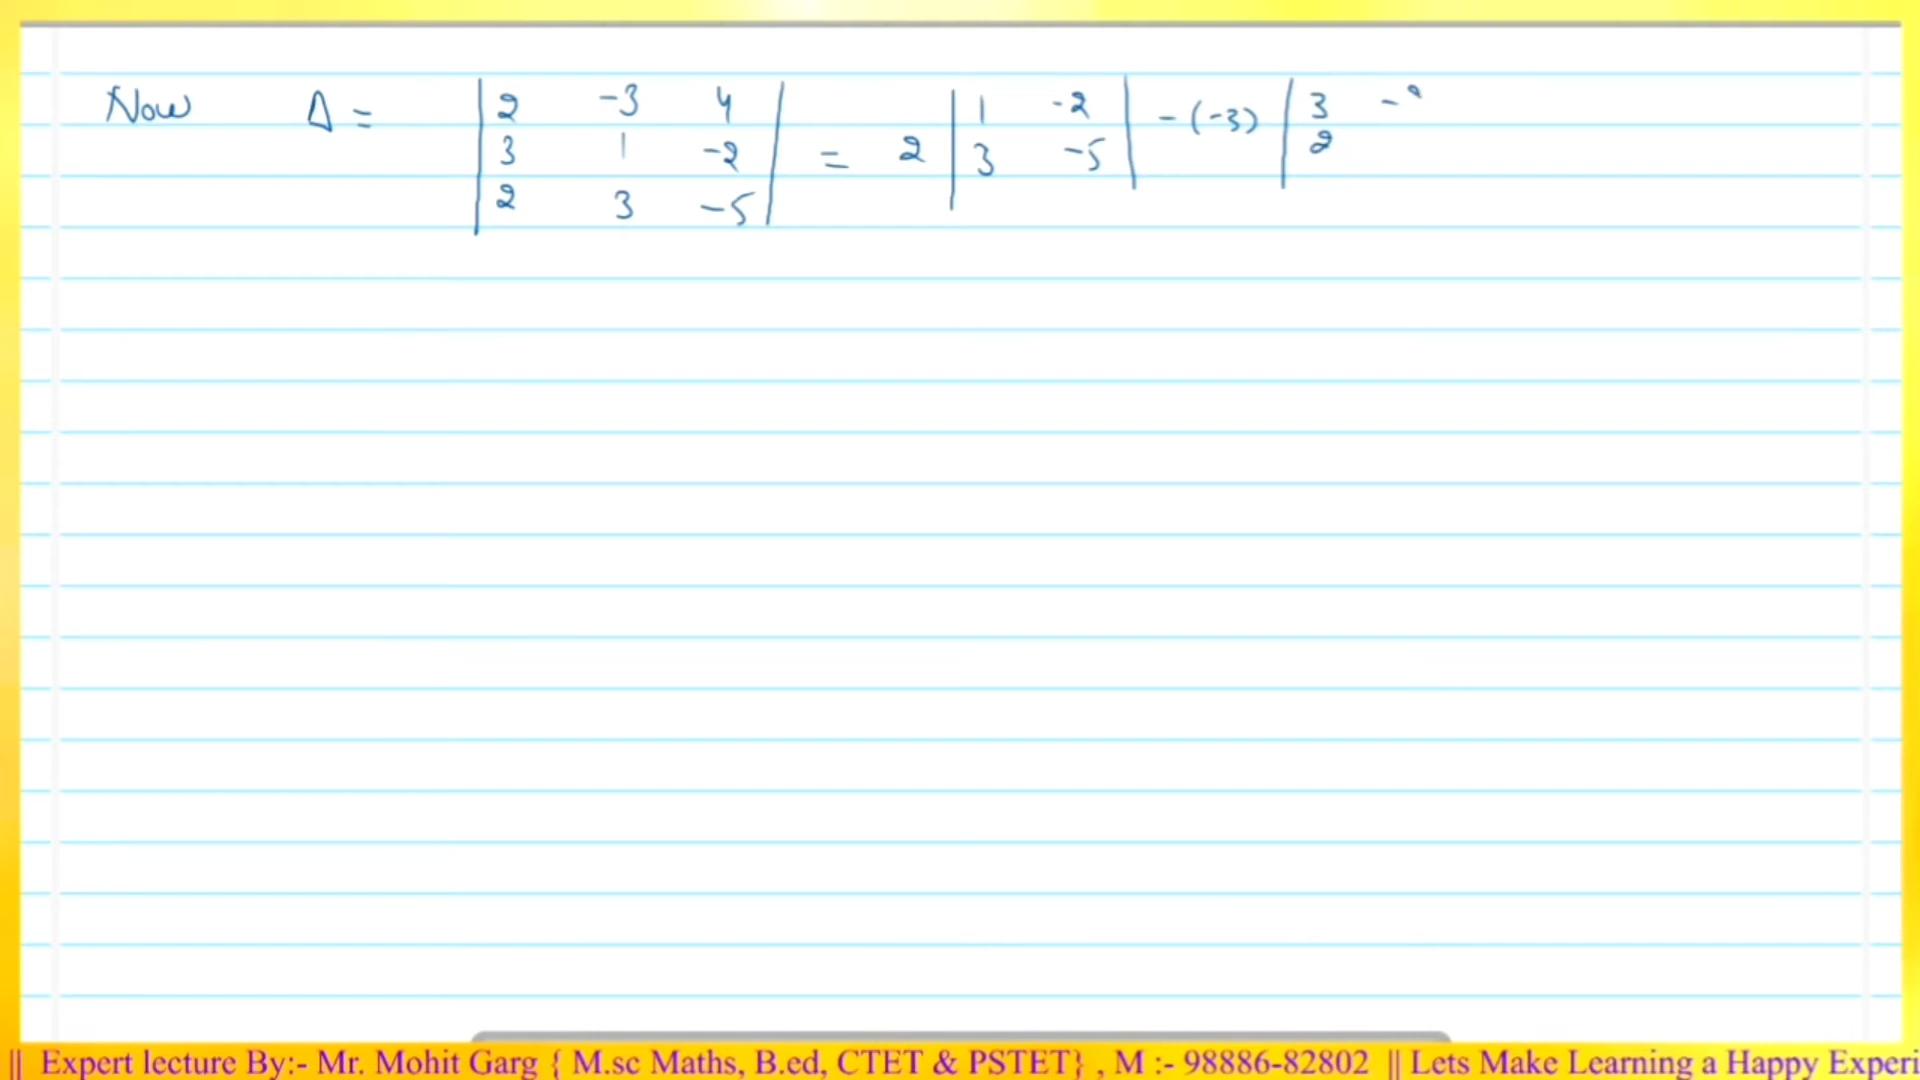 Now Δ = | 2 -3 4 | = 2 | 1 -2 | - (-3) | 3 -
| 3 1 -2 | | 3 -5 | | 2
| 2 3 -5 |
|| Expert lecture By:- Mr. Mohit Garg { M.sc Maths, B.ed, CTET & PSTET} , M :- 98886-82802 || Lets Make Learning a Happy Experi